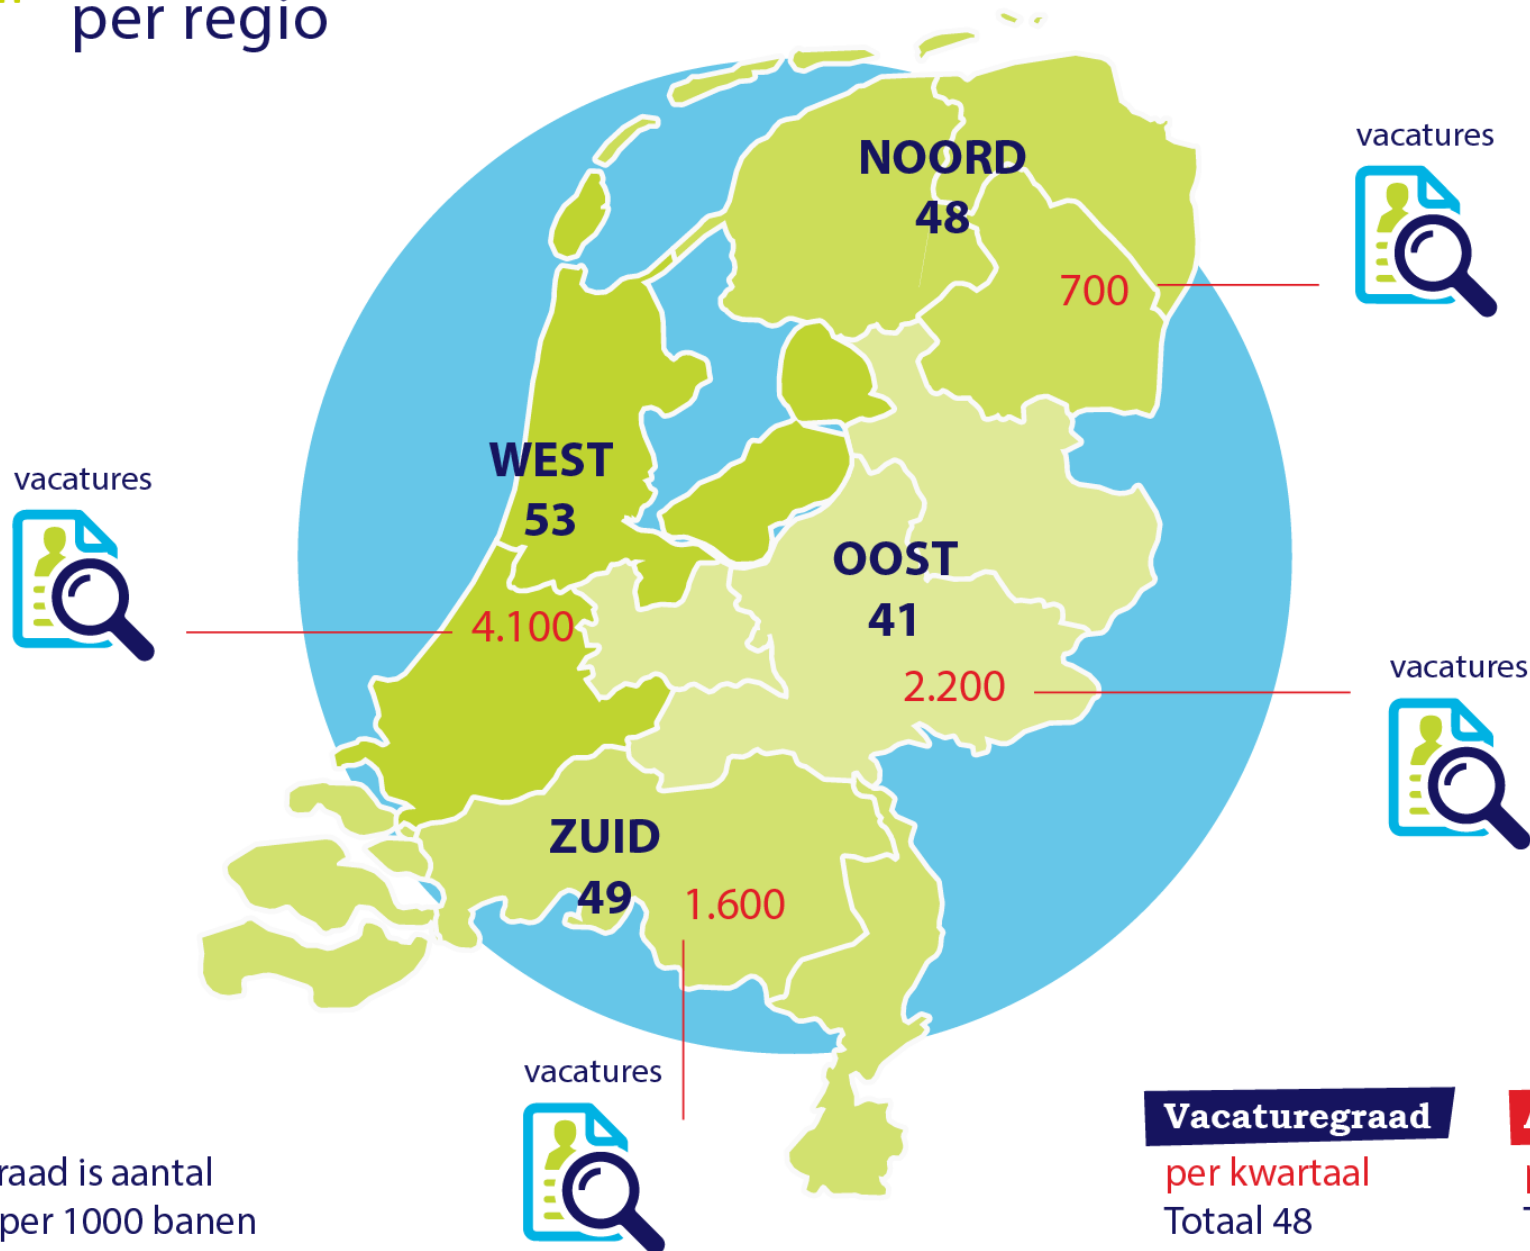 per regio
vacatures
NOORD
48
700
WEST
53
vacatures
4.100
OOST
41
2.200
vacatures
ZUID
49
1.600
vacatures
Vacaturegraad
per kwartaal
Totaal 48
raad is aantal
per 1000 banen